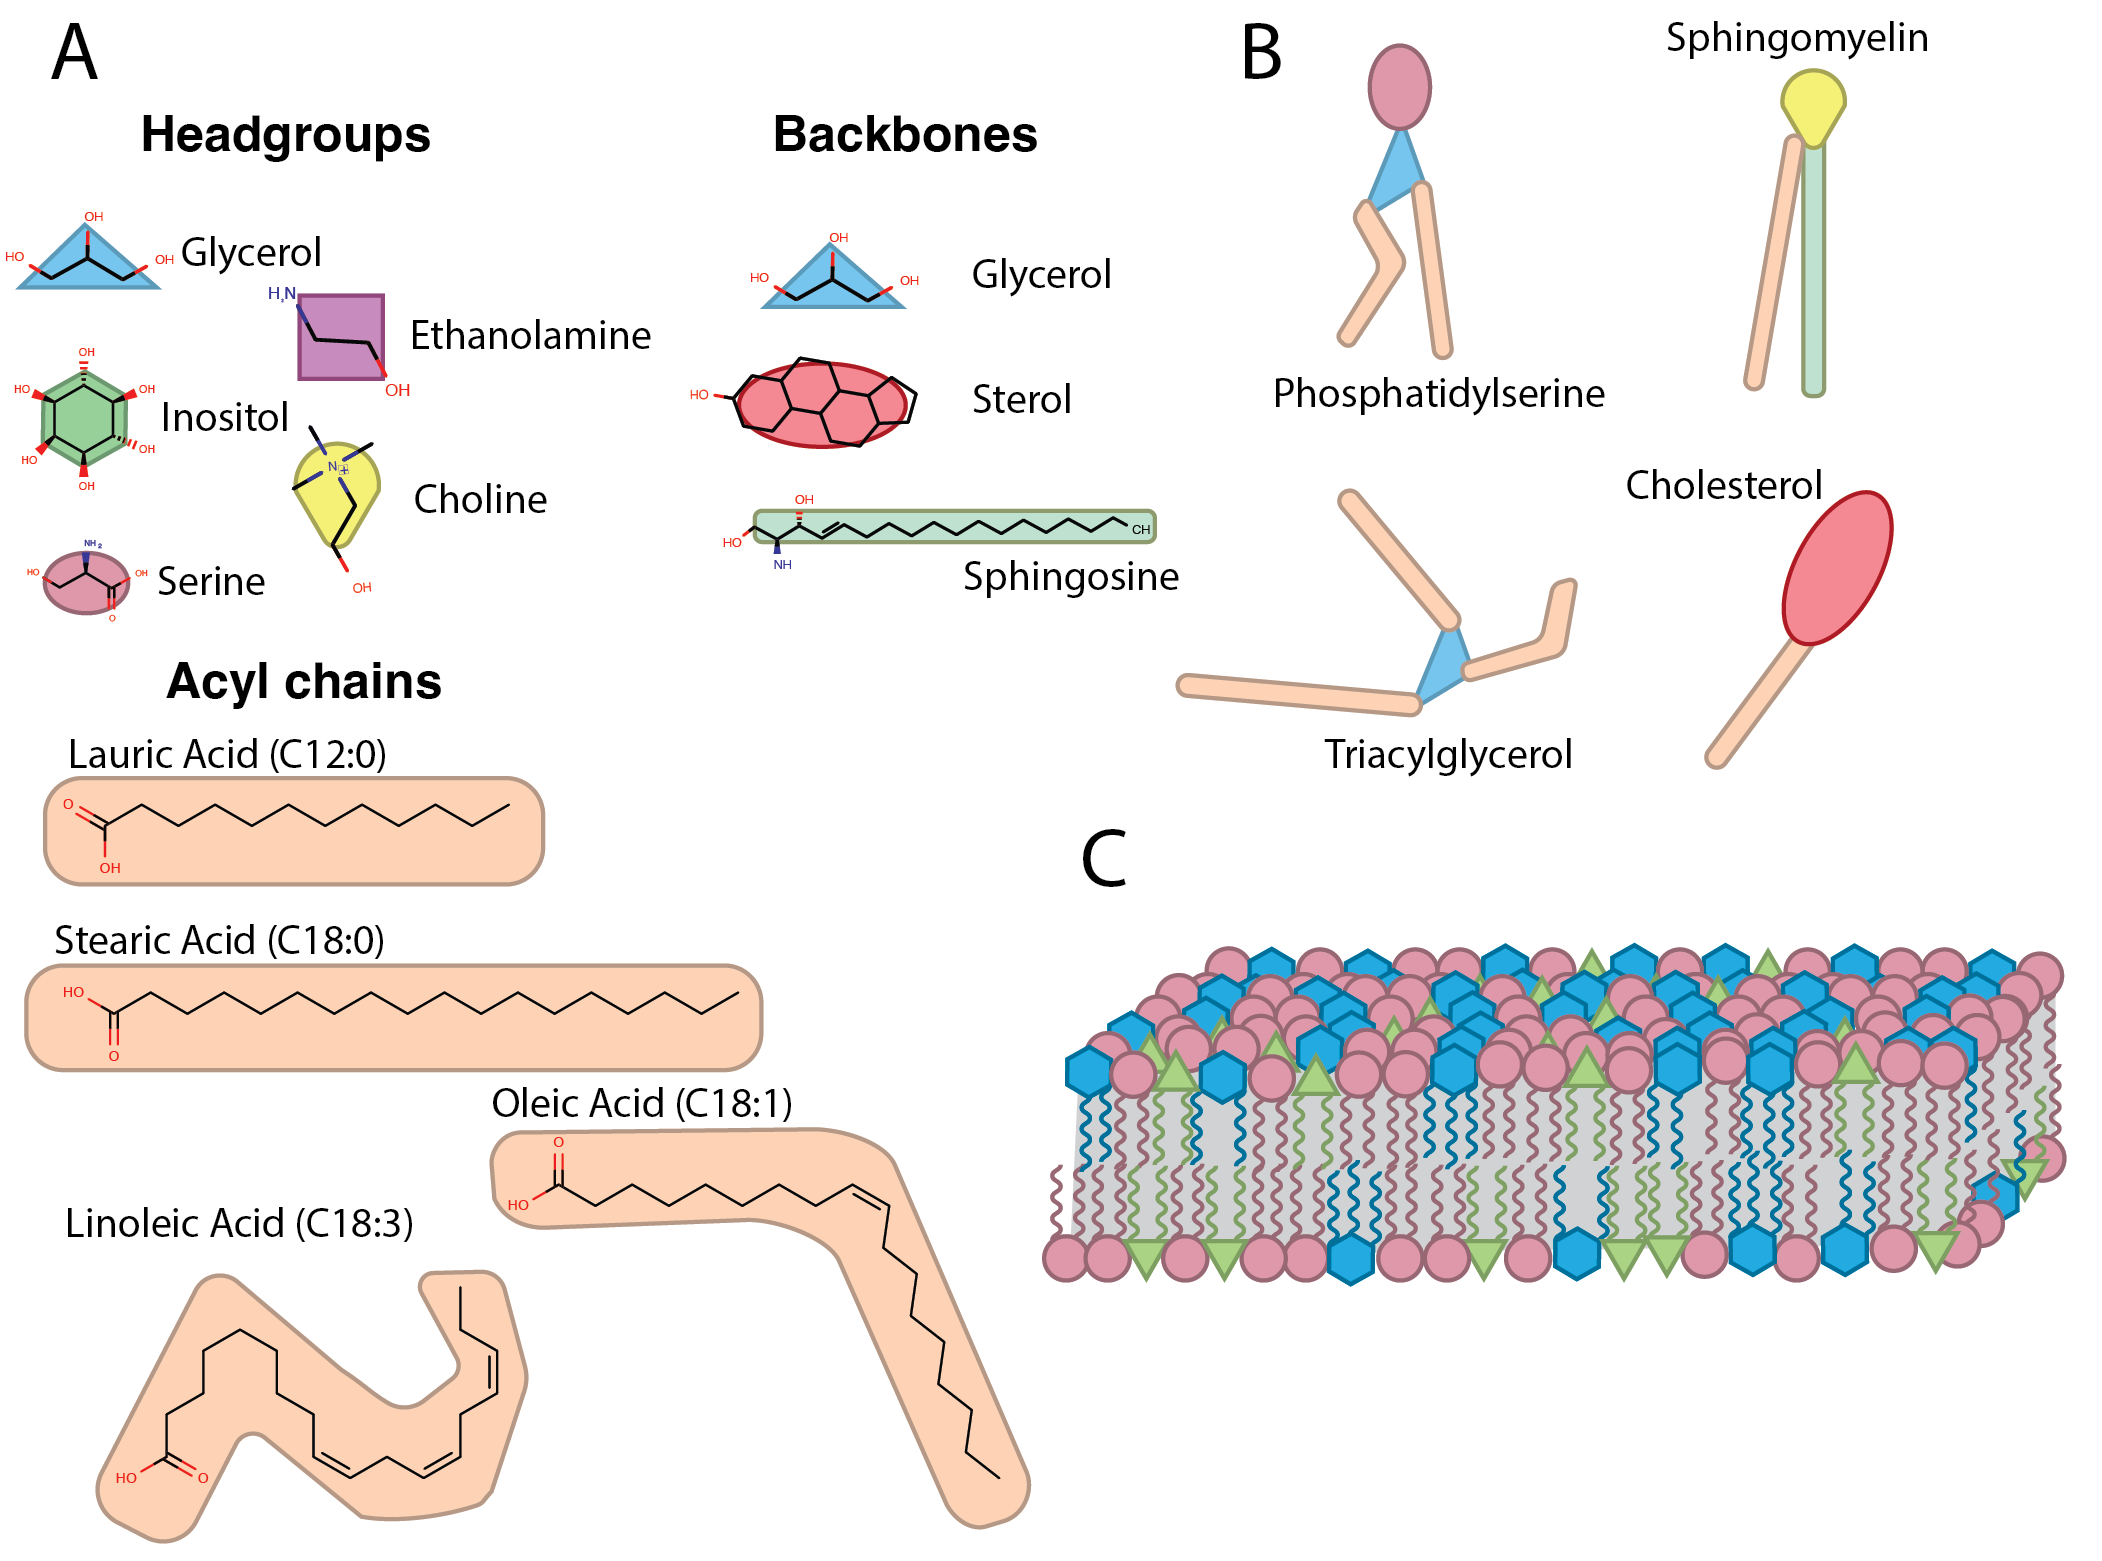 A
Headgroups
OH
HO
OH
Glycerol
H₂N
Ethanolamine
OH
OH
HO
OH
Inositol
HO
OH
OH
N
+
Choline
OH
NH₂
HO
OH
Serine
O
Backbones
OH
HO
OH
Glycerol
HO
Sterol
OH
HO
CH
NH
Sphingosine
Acyl chains
Lauric Acid (C12:0)
O
OH
Stearic Acid (C18:0)
HO
O
Oleic Acid (C18:1)
O
HO
Linoleic Acid (C18:3)
HO
O
B
Sphingomyelin
Phosphatidylserine
Cholesterol
Triacylglycerol
C